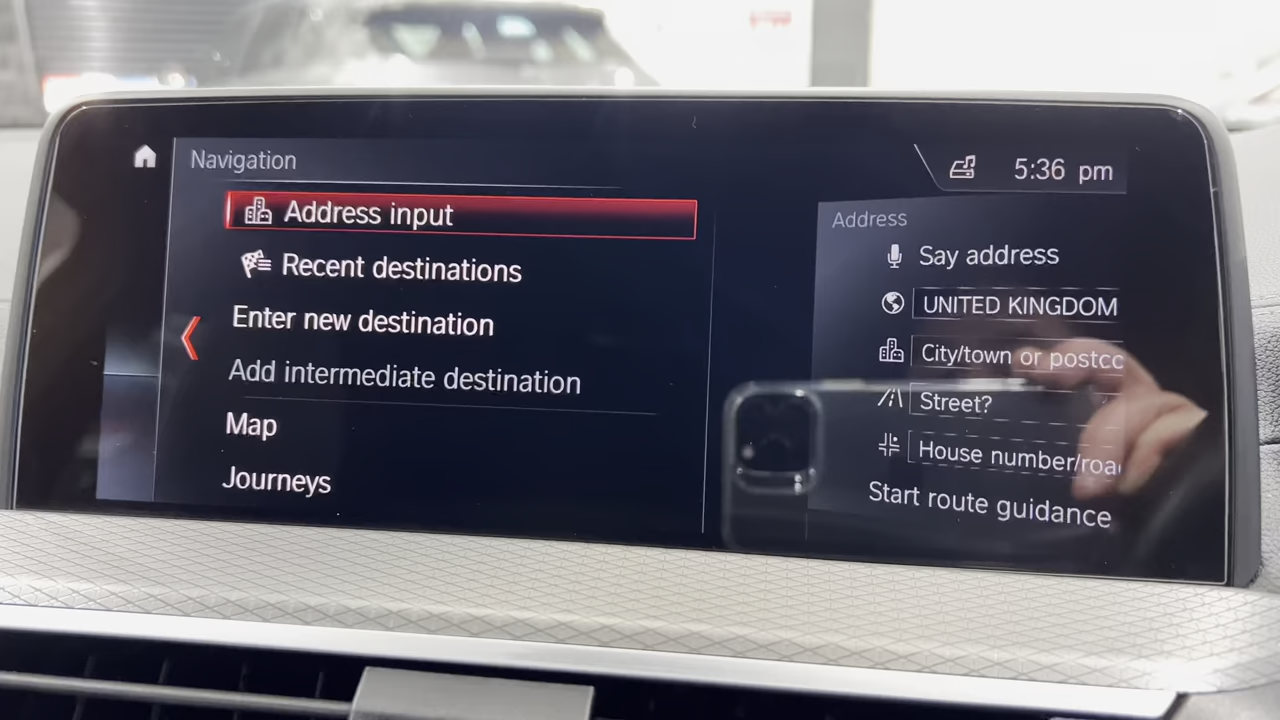 Navigation
5:36 pm
Address input
Recent destinations
Enter new destination
Add intermediate destination
Map
Journeys
Address
Say address
UNITED KINGDOM
City/town or postcc
Street?
House number/roa
Start route guidance